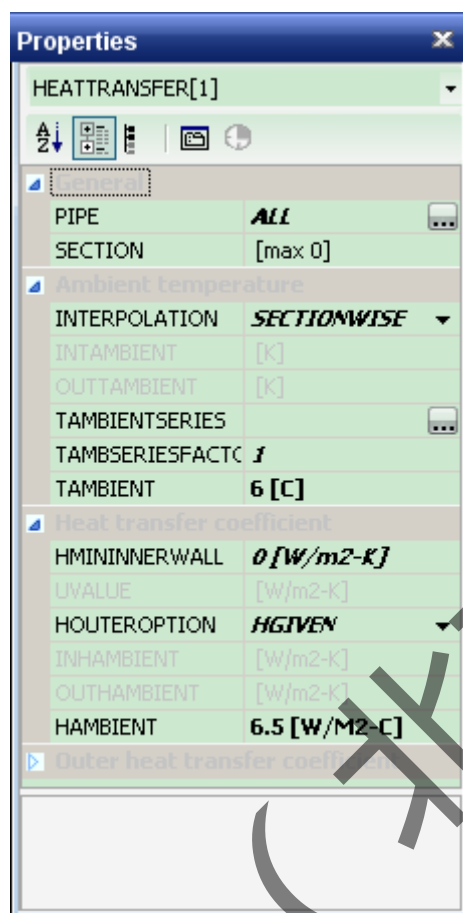 Properties
HEATTRANSFER[1]
General
PIPE ALL ...
SECTION [max 0]
Ambient temperature
INTERPOLATION SECTIONWISE
INTAMBIENT [K]
OUTTAMBIENT [K]
TAMBIENTSERIES ...
TAMBSERIESFACTO 1
TAMBIENT 6 [C]
Heat transfer coefficient
HMININNERWALL 0 [W/m2-K]
UVALUE [W/m2-K]
HOUTEROPTION HGIVEN
INHAMBIENT [W/m2-K]
OUTHAMBIENT [W/m2-K]
HAMBIENT 6.5 [W/M2-C]
Outer heat transfer coefficient